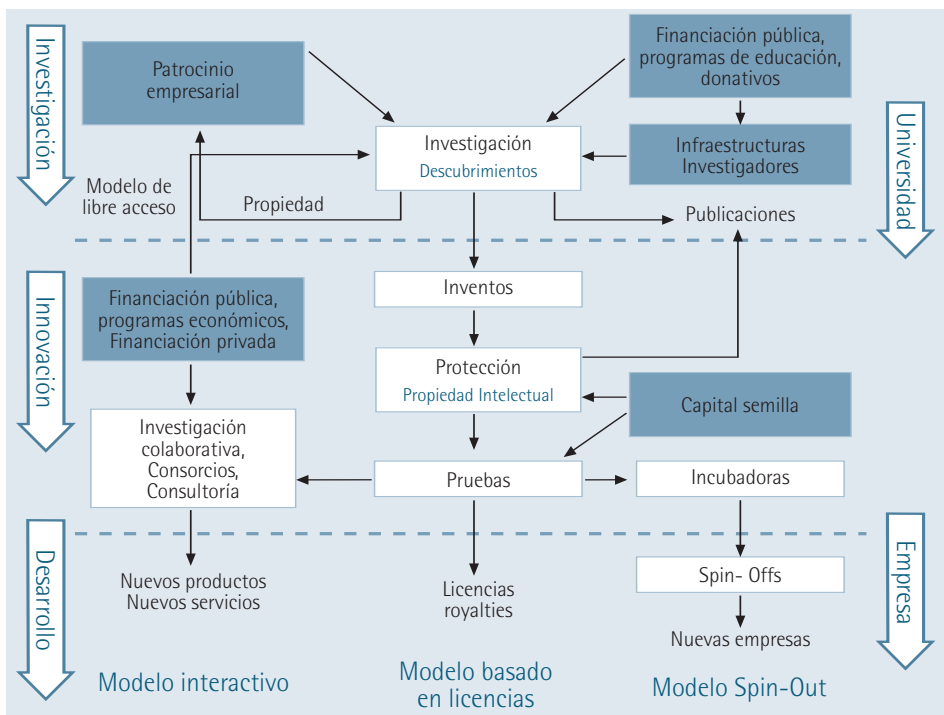 Investigación
Patrocinio
empresarial
Financiación pública,
programas de educación,
donativos
Universidad
Investigación
Descubrimientos
Infraestructuras
Investigadores
Modelo de
libre acceso
Propiedad
Publicaciones
Innovación
Financiación pública,
programas económicos,
Financiación privada
Inventos
Protección
Propiedad Intelectual
Capital semilla
Investigación
colaborativa,
Consorcios,
Consultoría
Pruebas
Incubadoras
Desarrollo
Empresa
Nuevos productos
Nuevos servicios
Licencias
royalties
Spin- Offs
Nuevas empresas
Modelo interactivo
Modelo basado
en licencias
Modelo Spin-Out